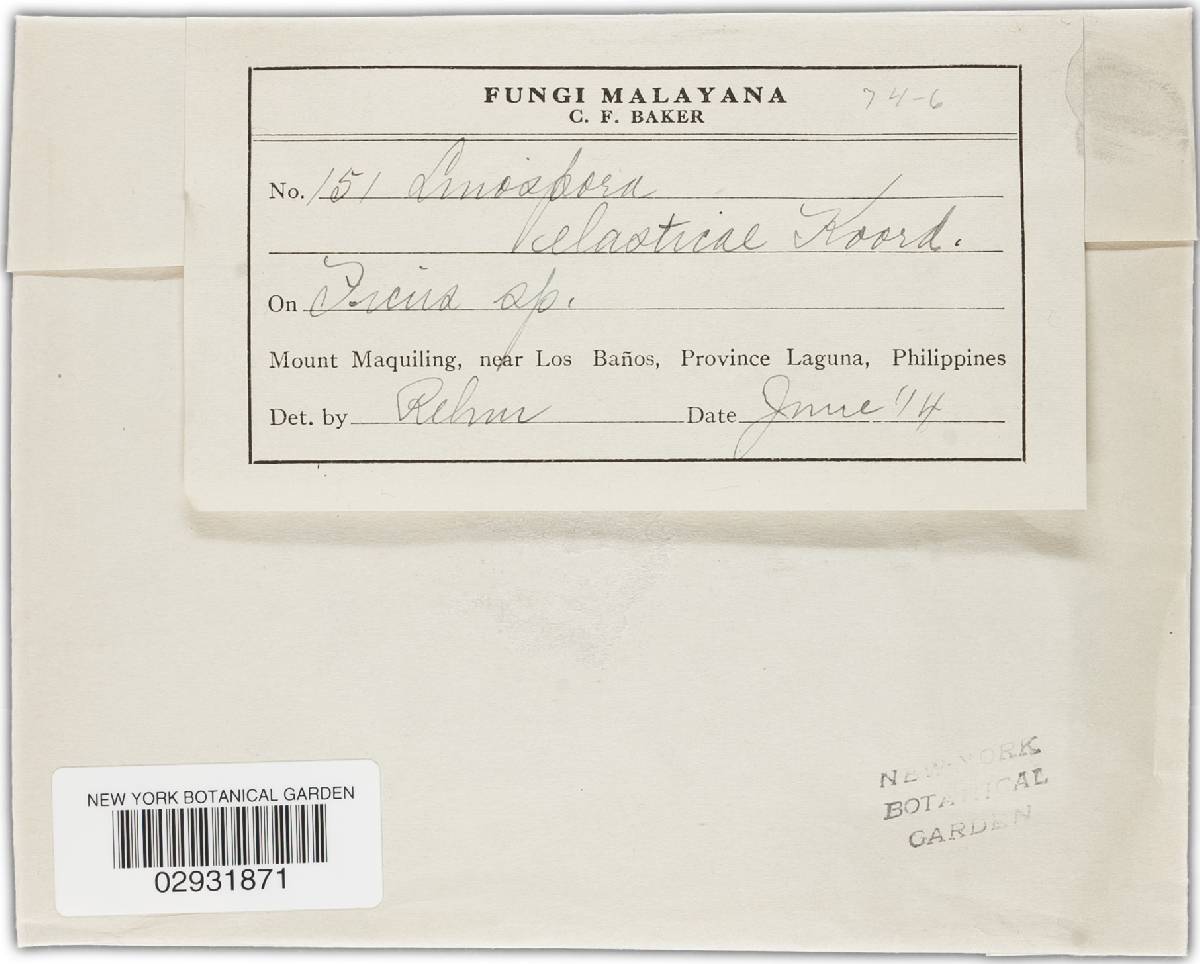 FUNGI MALAYANA 74-6
C. F. BAKER
No. 151 Linospora
elasticae Koord.
On Ficus sp.
Mount Maquiling, near Los Baños, Province Laguna, Philippines
Det. by Rehm Date June '14
NEW YORK
BOTANICAL
GARDEN
NEW YORK BOTANICAL GARDEN
02931871